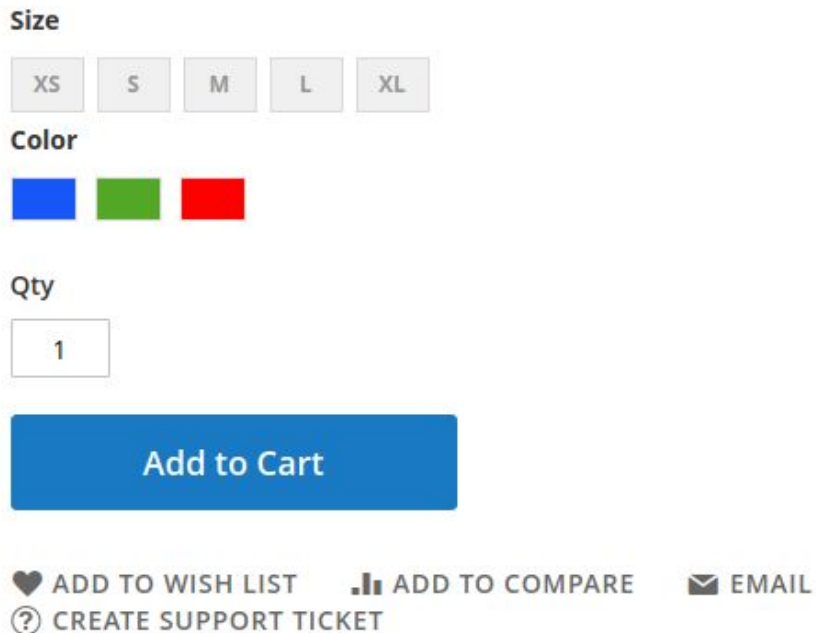 Size
XS S M L XL
Color
Qty
1
Add to Cart
ADD TO WISH LIST ADD TO COMPARE EMAIL
? CREATE SUPPORT TICKET